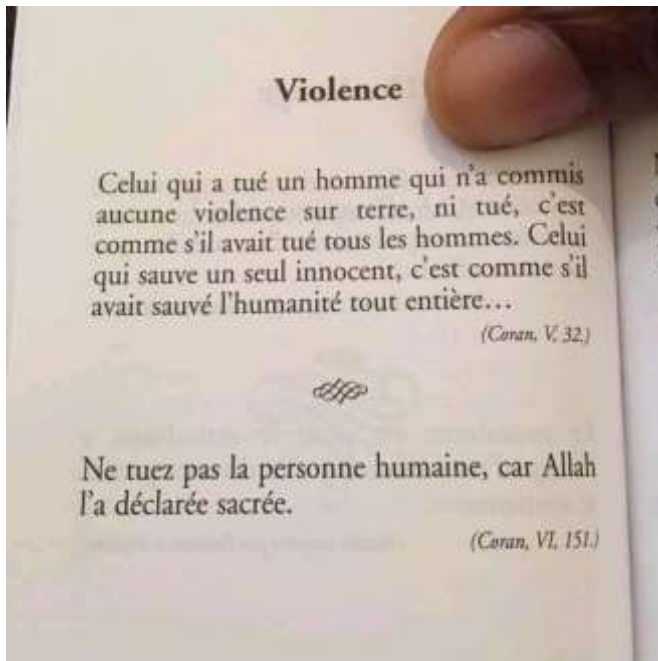 Violence
Celui qui a tué un homme qui n'a commis
aucune violence sur terre, ni tué, c'est
comme s'il avait tué tous les hommes. Celui
qui sauve un seul innocent, c'est comme s'il
avait sauvé l'humanité tout entière...
(Coran, V, 32.)
Ne tuez pas la personne humaine, car Allah
l'a déclarée sacrée.
(Coran, VI, 151.)